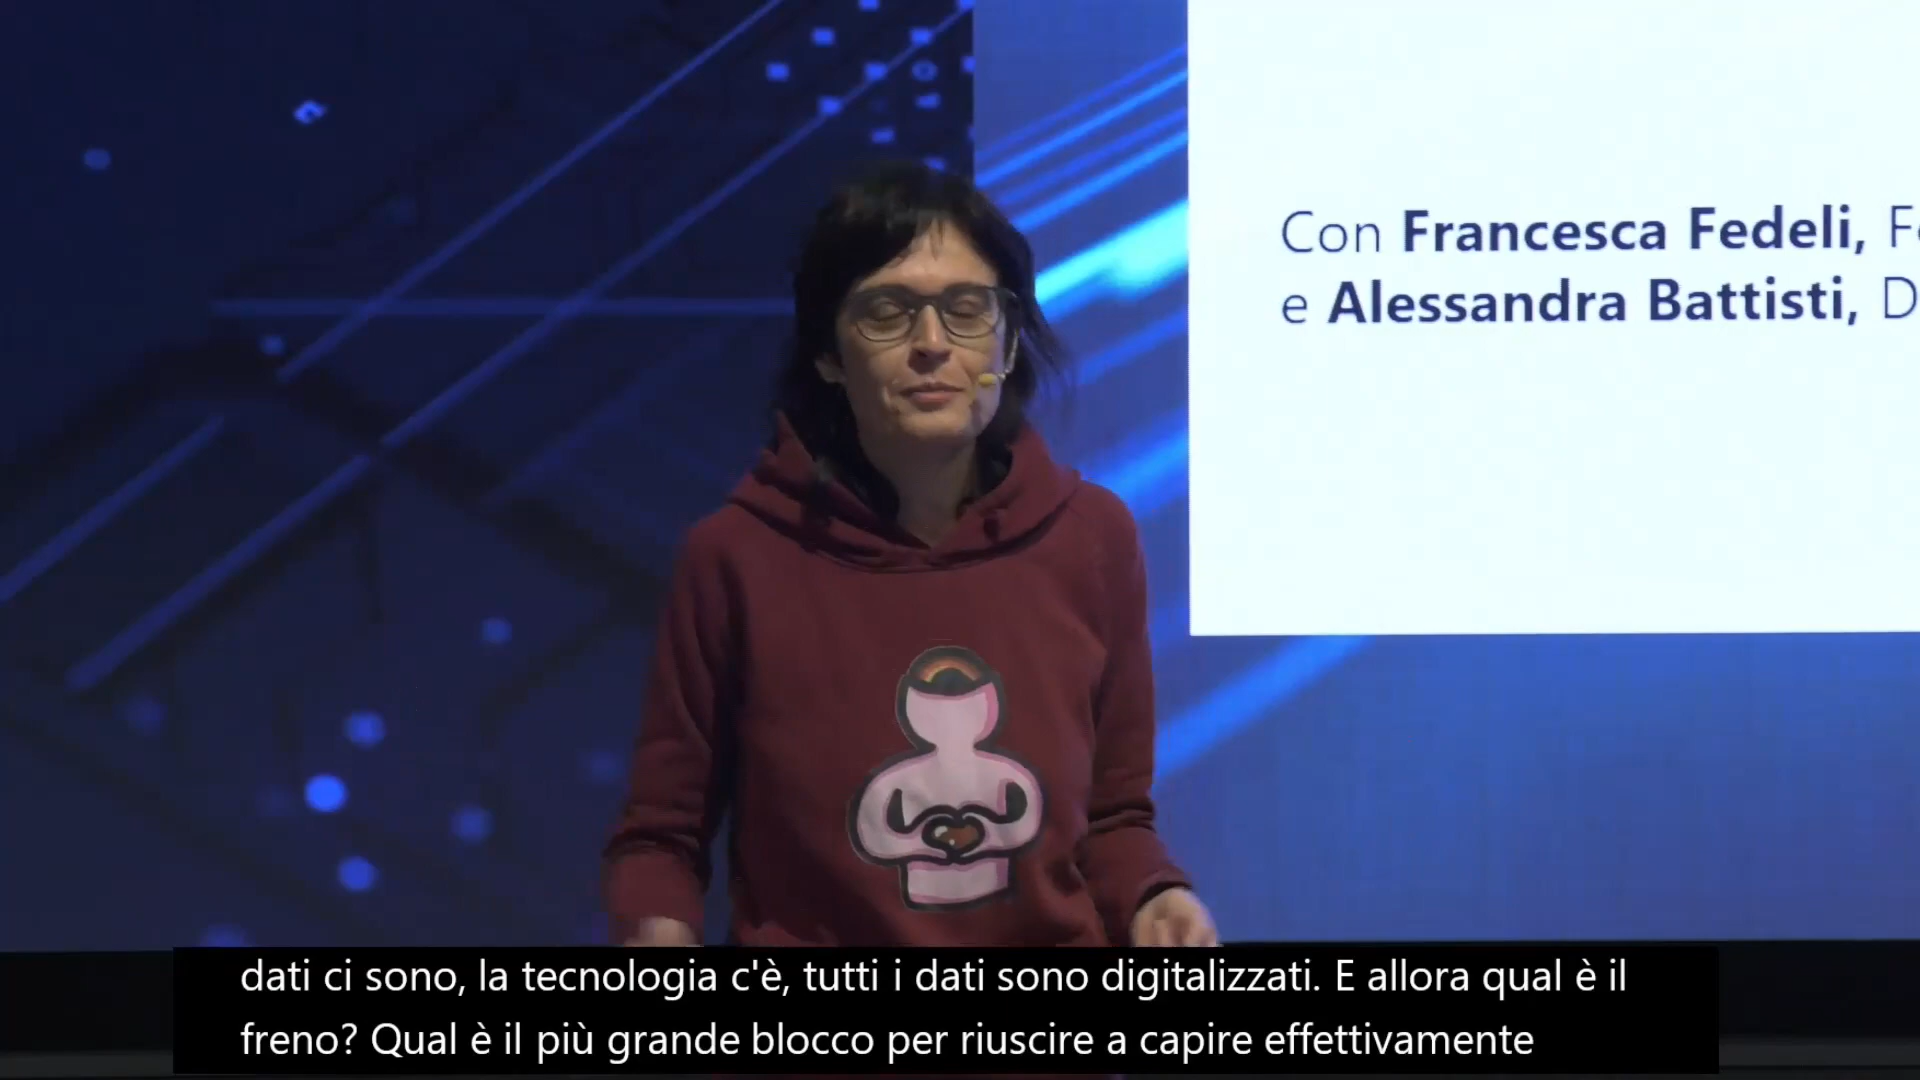 Con Francesca Fedeli,
e Alessandra Battisti,
dati ci sono, la tecnologia c'è, tutti i dati sono digitalizzati. E allora qual è il
freno? Qual è il più grande blocco per riuscire a capire effettivamente